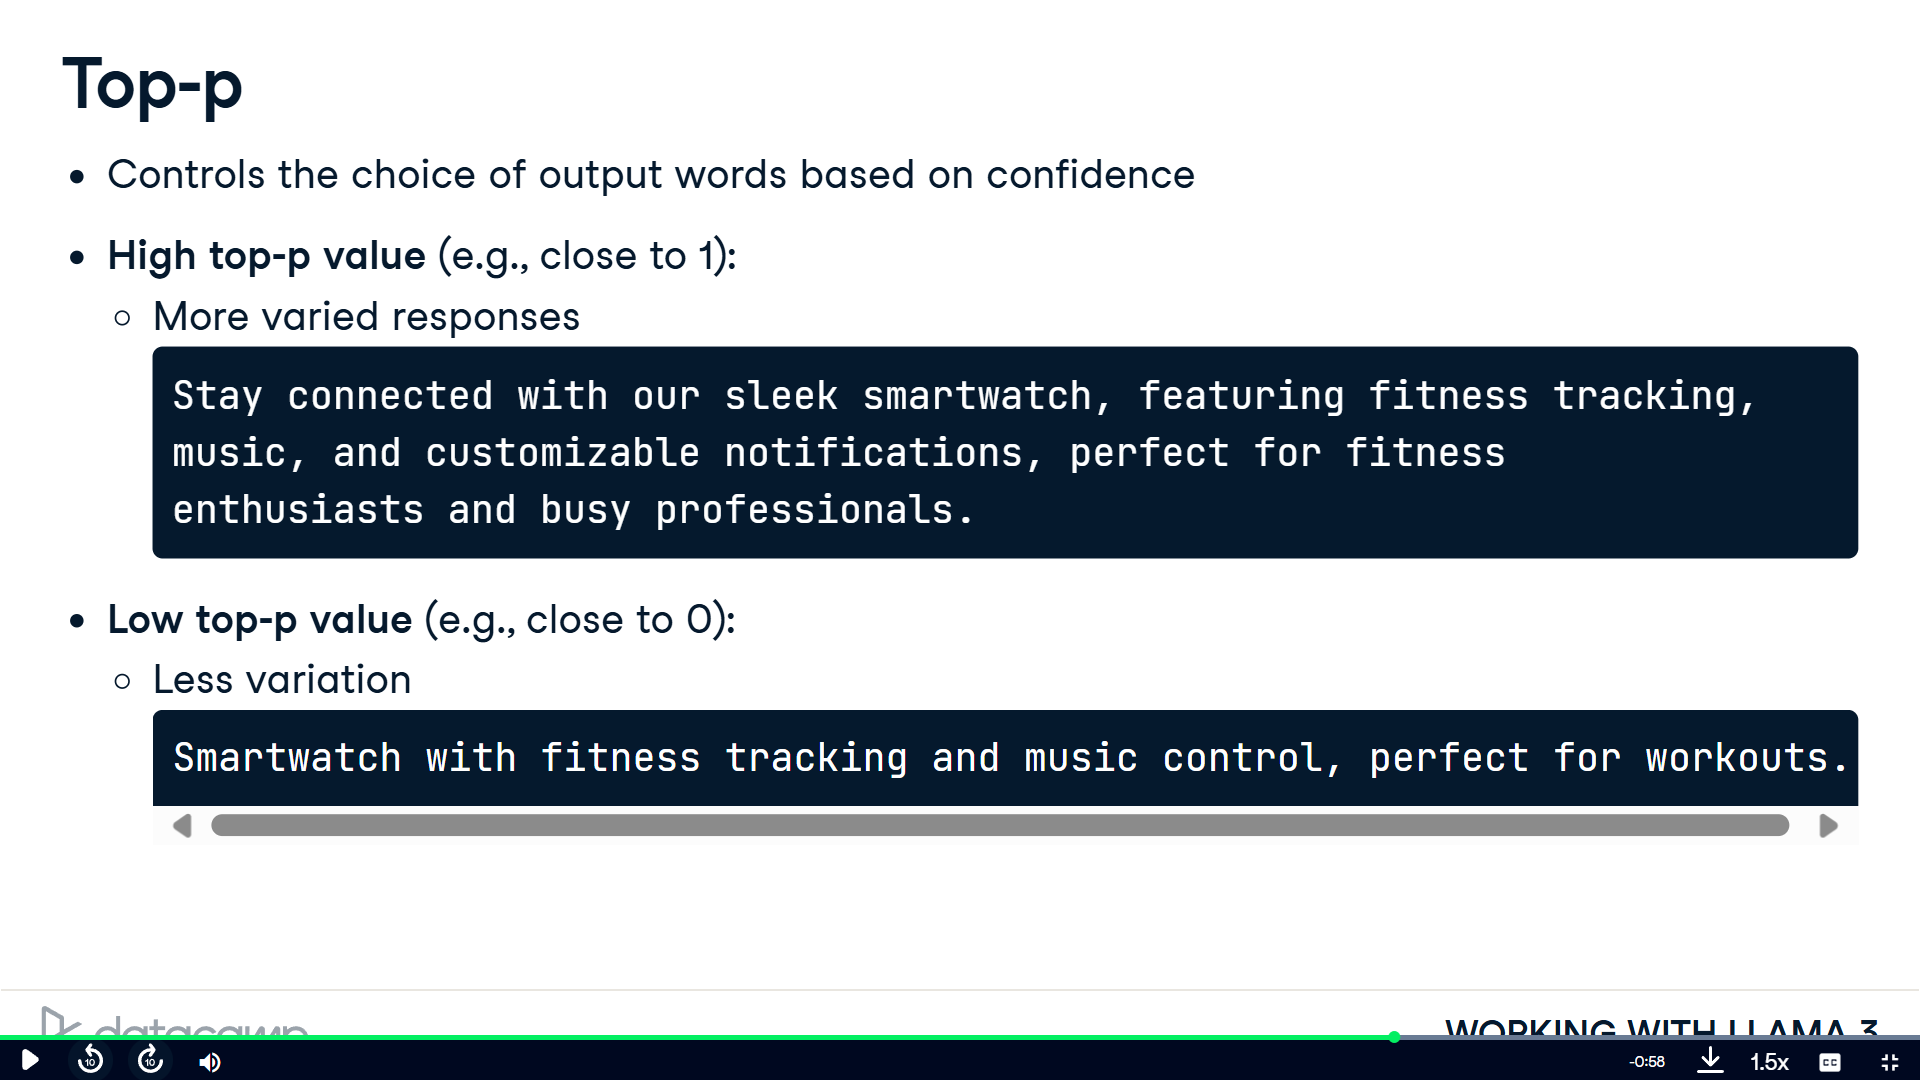 Top-p
Controls the choice of output words based on confidence
High top-p value (e.g., close to 1):
More varied responses
Stay connected with our sleek smartwatch, featuring fitness tracking,
music, and customizable notifications, perfect for fitness
enthusiasts and busy professionals.
Low top-p value (e.g., close to 0):
Less variation
Smartwatch with fitness tracking and music control, perfect for workouts.
datacamp
WORKING WITH LLAMA 3
10
10
-0:58
1.5x
CC